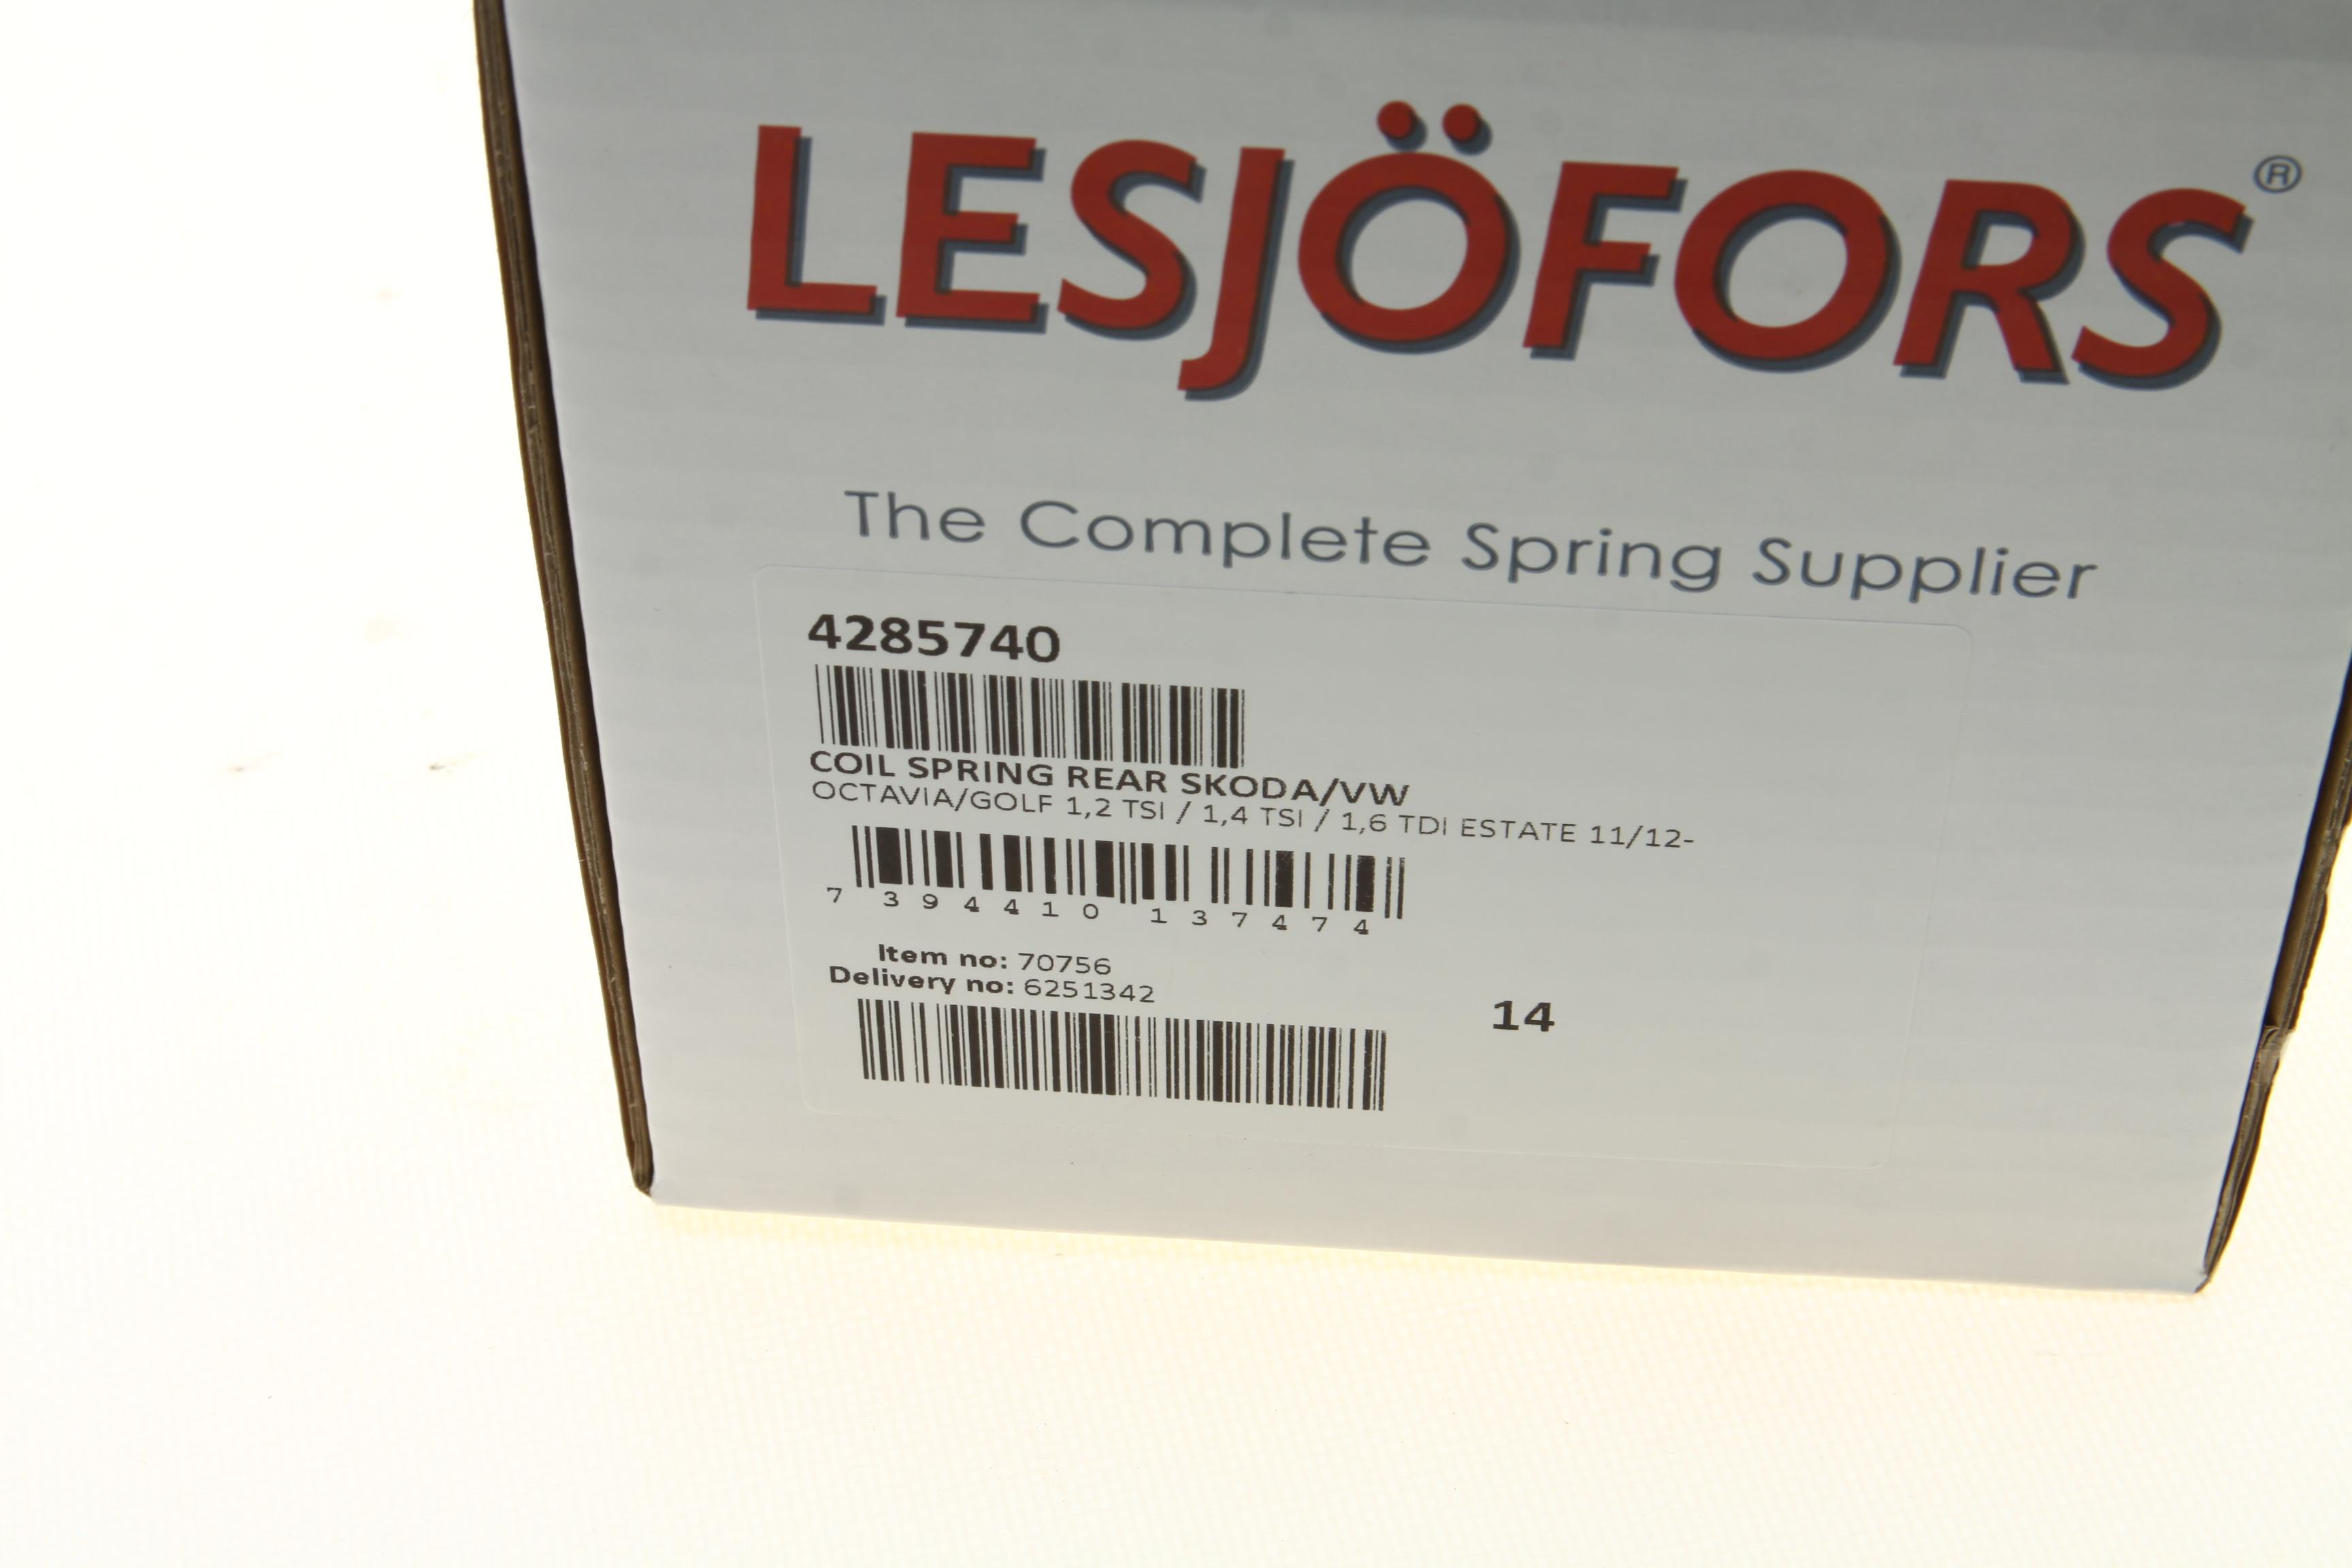 LESJÖFORS®
The Complete Spring Supplier
4285740
COIL SPRING REAR SKODA/VW
OCTAVIA/GOLF 1,2 TSI / 1,4 TSI / 1,6 TDI ESTATE 11/12-
7 394410 137474
Item no: 70756
Delivery no: 6251342
14